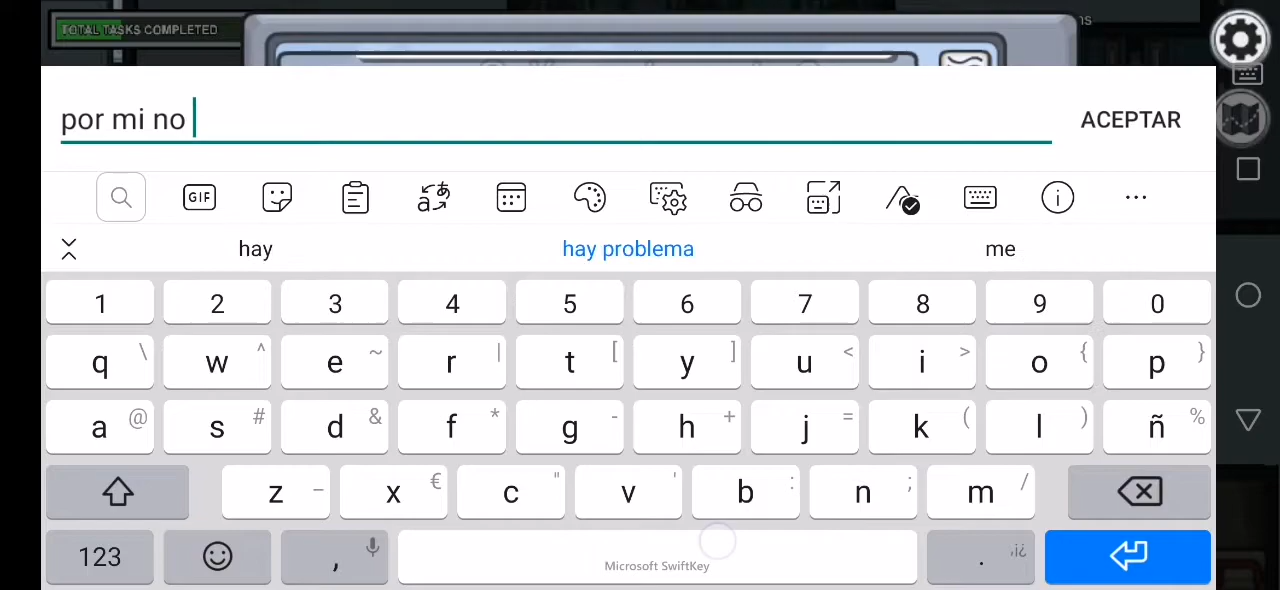 TOTAL TASKS COMPLETED
por mi no
ACEPTAR
GIF
hay hay problema me
1 2 3 4 5 6 7 8 9 0
q \ w ^ e ~ r | t [ y ] u < i > o { p }
a @ s # d & f * g - h + j = k ( l ) ñ %
z _ x € c " v ' b : n ; m /
123 , Microsoft SwiftKey . ,i¿